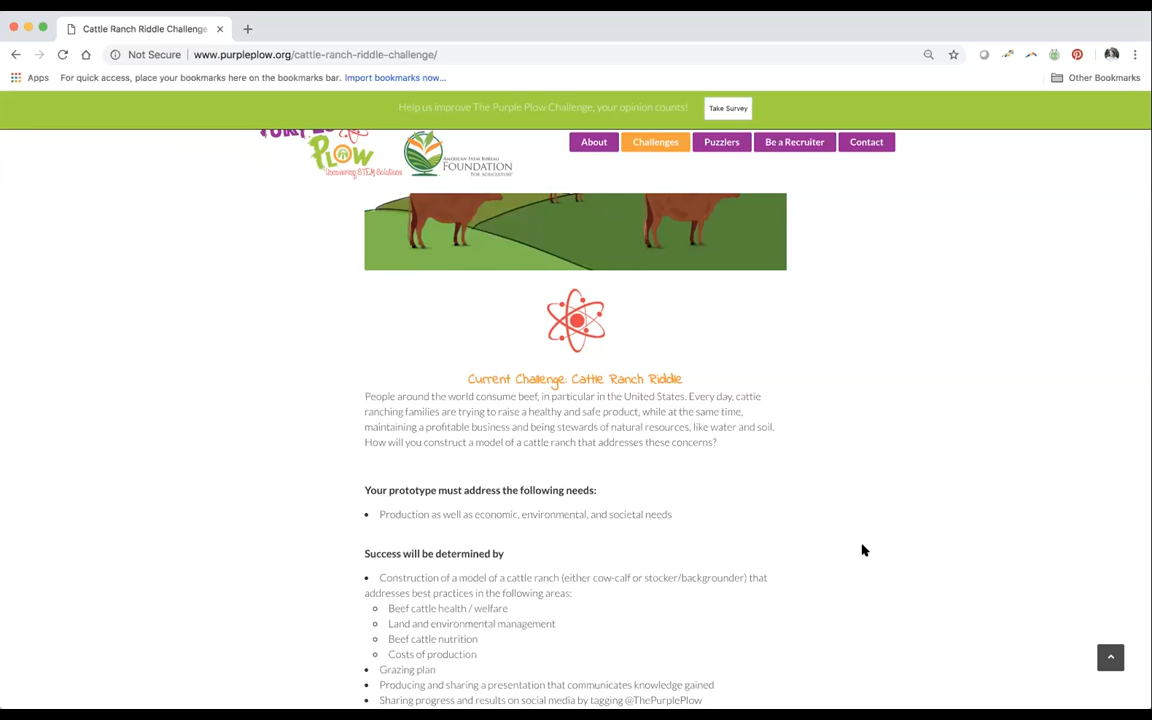 Cattle Ranch Riddle Challenge
Not Secure | www.purpleplow.org/cattle-ranch-riddle-challenge/
Apps For quick access, place your bookmarks here on the bookmarks bar. Import bookmarks now... Other Bookmarks
Help us improve The Purple Plow Challenge, your opinion counts! Take Survey
PLOW
Uncovering STEM Solutions
AMERICAN FARM BUREAU
FOUNDATION
FOR AGRICULTURE
About Challenges Puzzlers Be a Recruiter Contact
Current Challenge: Cattle Ranch Riddle
People around the world consume beef, in particular in the United States. Every day, cattle
ranching families are trying to raise a healthy and safe product, while at the same time,
maintaining a profitable business and being stewards of natural resources, like water and soil.
How will you construct a model of a cattle ranch that addresses these concerns?
Your prototype must address the following needs:
• Production as well as economic, environmental, and societal needs
Success will be determined by
• Construction of a model of a cattle ranch (either cow-calf or stocker/backgrounder) that
addresses best practices in the following areas:
Beef cattle health / welfare
Land and environmental management
Beef cattle nutrition
Costs of production
• Grazing plan
• Producing and sharing a presentation that communicates knowledge gained
• Sharing progress and results on social media by tagging @ThePurplePlow